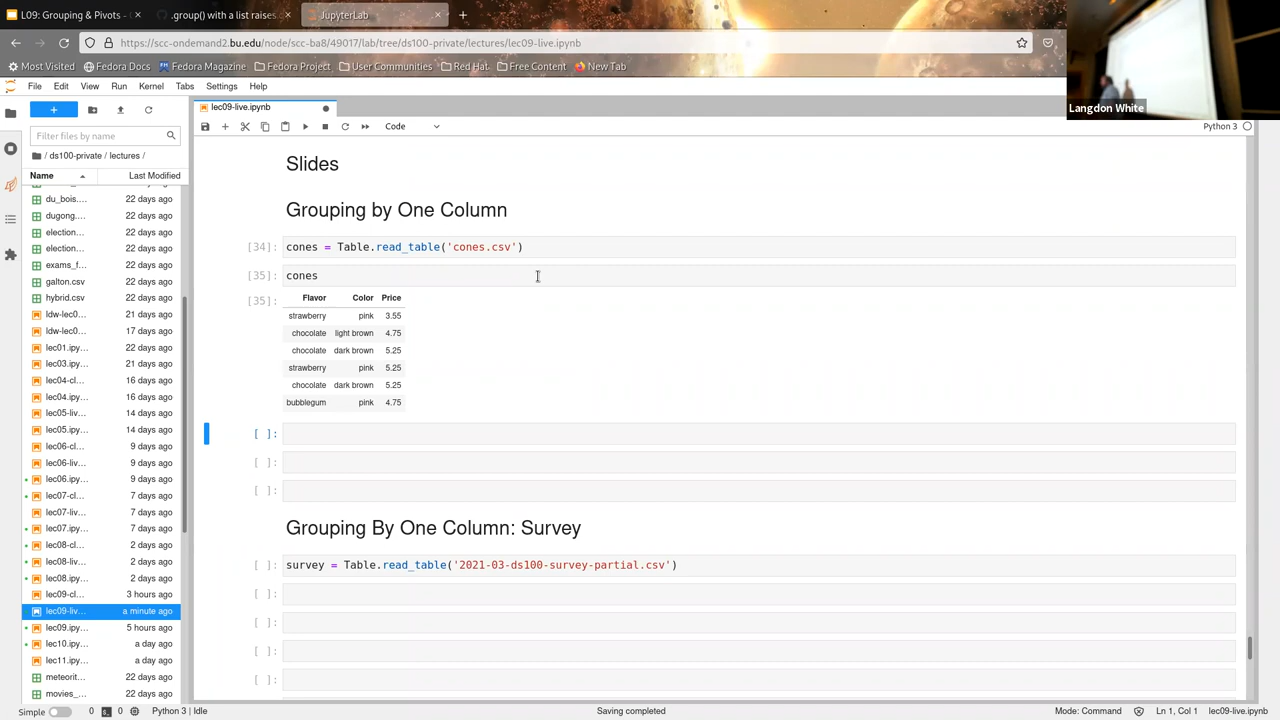 L09: Grouping & Pivots -
.group() with a list raises
JupyterLab
https://scc-ondemand2.bu.edu/node/scc-ba8/49017/lab/tree/ds100-private/lectures/lec09-live.ipynb
Most Visited
Fedora Docs
Fedora Magazine
Fedora Project
User Communities
Red Hat
Free Content
New Tab
Langdon White
File Edit View Run Kernel Tabs Settings Help
lec09-live.ipynb
Filter files by name
Code
Python 3
/ ds100-private / lectures /
Name Last Modified
du_bois.... 22 days ago
dugong.... 22 days ago
election... 22 days ago
election... 22 days ago
exams_f... 22 days ago
galton.csv 22 days ago
hybrid.csv 22 days ago
ldw-lec0... 21 days ago
ldw-lec0... 17 days ago
lec01.ipy... 22 days ago
lec03.ipy... 21 days ago
lec04-cl... 16 days ago
lec04.ipy... 16 days ago
lec05-liv... 14 days ago
lec05.ipy... 14 days ago
lec06-cl... 9 days ago
lec06-liv... 9 days ago
lec06.ipy... 9 days ago
lec07-cl... 7 days ago
lec07-liv... 7 days ago
lec07.ipy... 7 days ago
lec08-cl... 2 days ago
lec08-liv... 2 days ago
lec08.ipy... 2 days ago
lec09-cl... 3 hours ago
lec09-liv... a minute ago
lec09.ipy... 5 hours ago
lec10.ipy... a day ago
lec11.ipy... a day ago
meteorit... 22 days ago
movies_... 22 days ago
Slides
Grouping by One Column
[34]: cones = Table.read_table('cones.csv')
[35]: cones
[35]: Flavor Color Price
strawberry pink 3.55
chocolate light brown 4.75
chocolate dark brown 5.25
strawberry pink 5.25
chocolate dark brown 5.25
bubblegum pink 4.75
[ ]:
[ ]:
[ ]:
Grouping By One Column: Survey
[ ]: survey = Table.read_table('2021-03-ds100-survey-partial.csv')
[ ]:
[ ]:
[ ]:
[ ]:
Simple 0 0 Python 3 | Idle Saving completed Mode: Command Ln 1, Col 1 lec09-live.ipynb